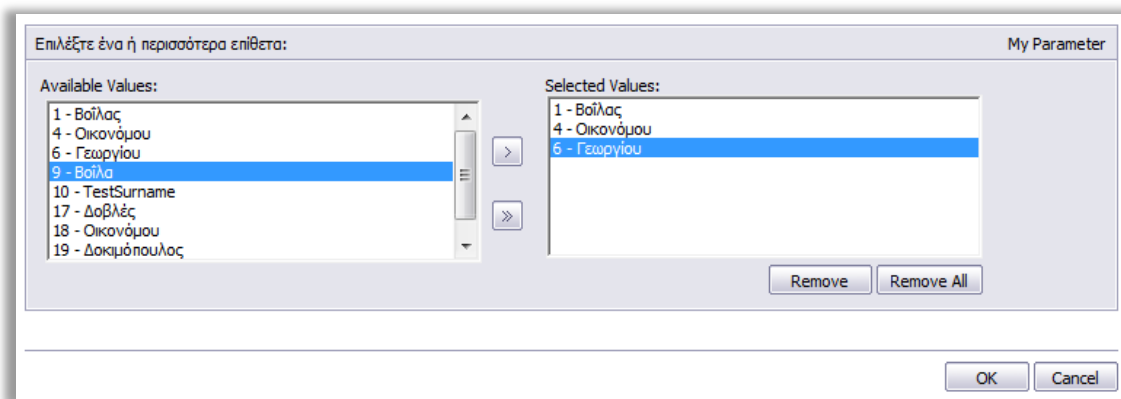 Επιλέξτε ένα ή περισσότερα επίθετα: My Parameter
Available Values:
1 - Βοΐλας
4 - Οικονόμου
6 - Γεωργίου
9 - Βοΐλα
10 - TestSurname
17 - Δοβλές
18 - Οικονόμου
19 - Δοκιμόπουλος
>
»
Selected Values:
1 - Βοΐλας
4 - Οικονόμου
6 - Γεωργίου
Remove Remove All
OK Cancel